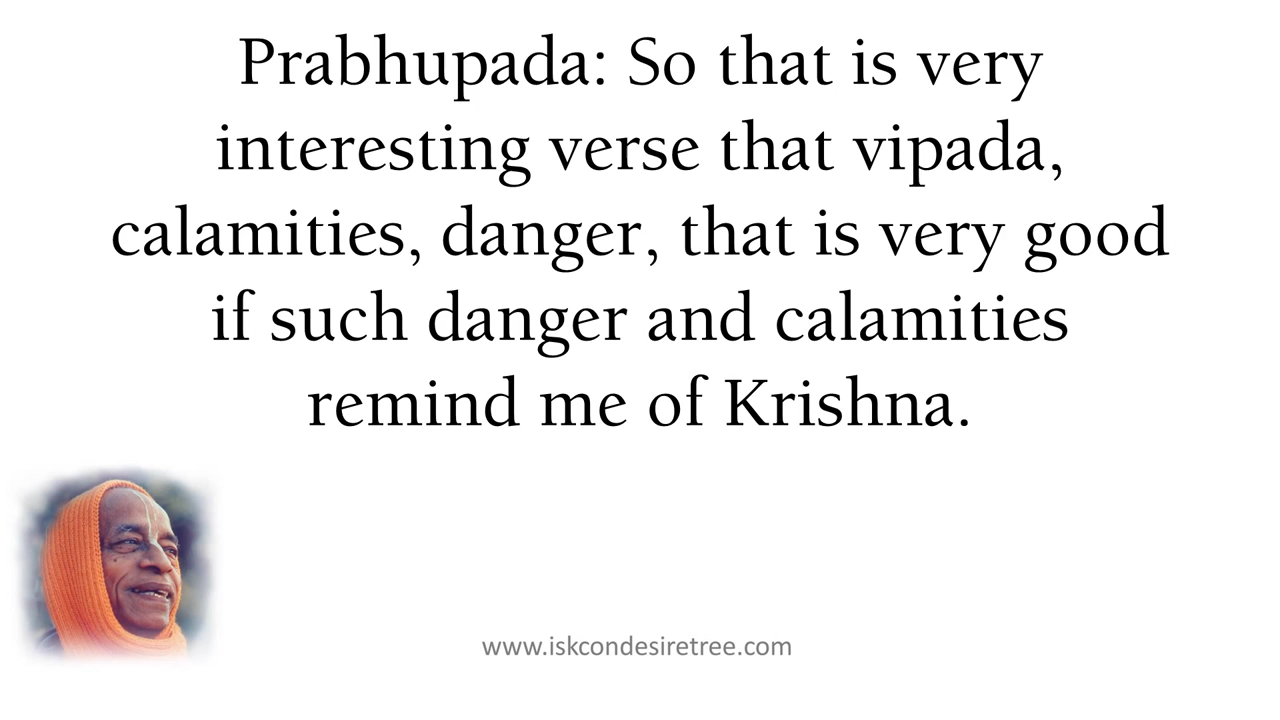 Prabhupada: So that is very
interesting verse that vipada,
calamities, danger, that is very good
if such danger and calamities
remind me of Krishna.
www.iskcondesiretree.com